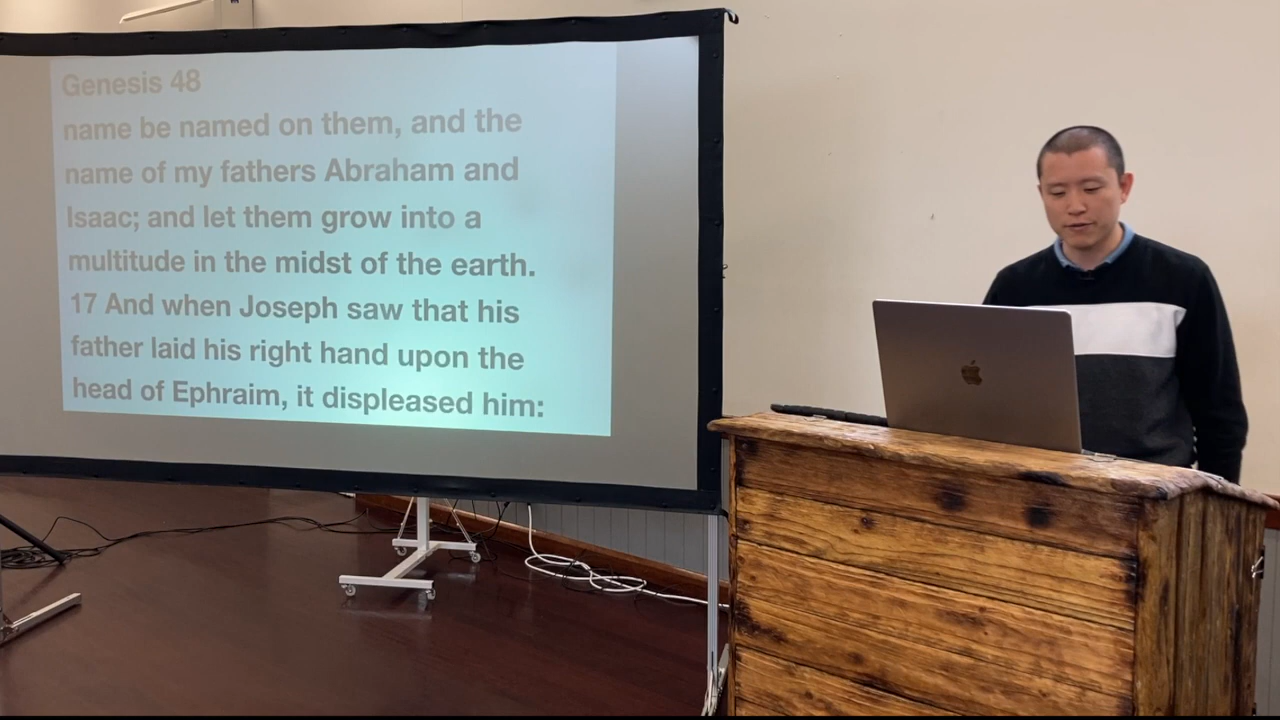 Genesis 48
name be named on them, and the
name of my fathers Abraham and
Isaac; and let them grow into a
multitude in the midst of the earth.
17 And when Joseph saw that his
father laid his right hand upon the
head of Ephraim, it displeased him: